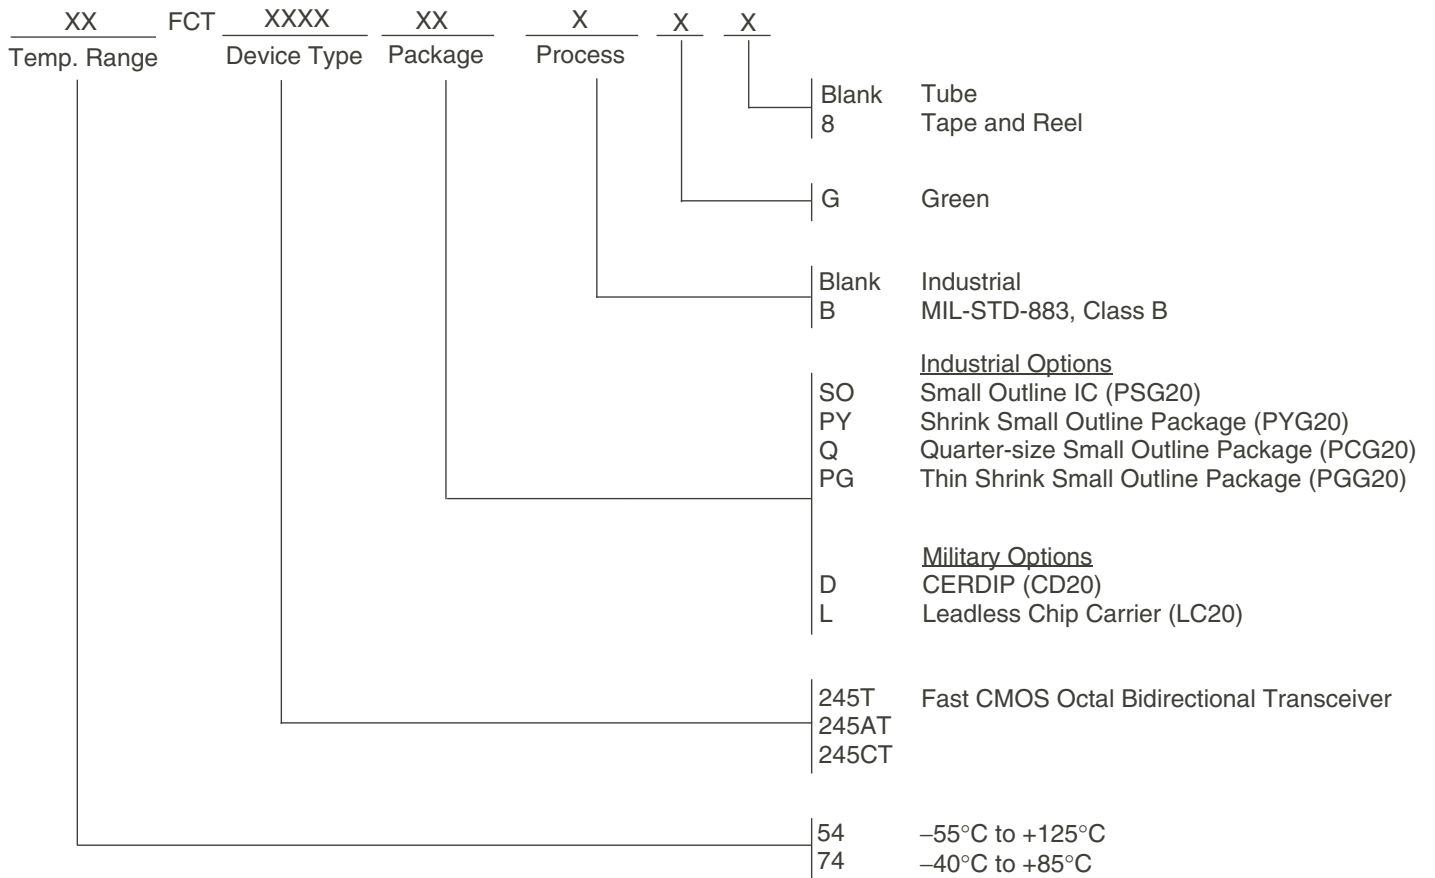 XX FCT XXXX XX X X X
Temp. Range Device Type Package Process
Blank Tube
8 Tape and Reel
G Green
Blank Industrial
B MIL-STD-883, Class B
Industrial Options
SO Small Outline IC (PSG20)
PY Shrink Small Outline Package (PYG20)
Q Quarter-size Small Outline Package (PCG20)
PG Thin Shrink Small Outline Package (PGG20)
Military Options
D CERDIP (CD20)
L Leadless Chip Carrier (LC20)
245T Fast CMOS Octal Bidirectional Transceiver
245AT
245CT
54 –55°C to +125°C
74 –40°C to +85°C